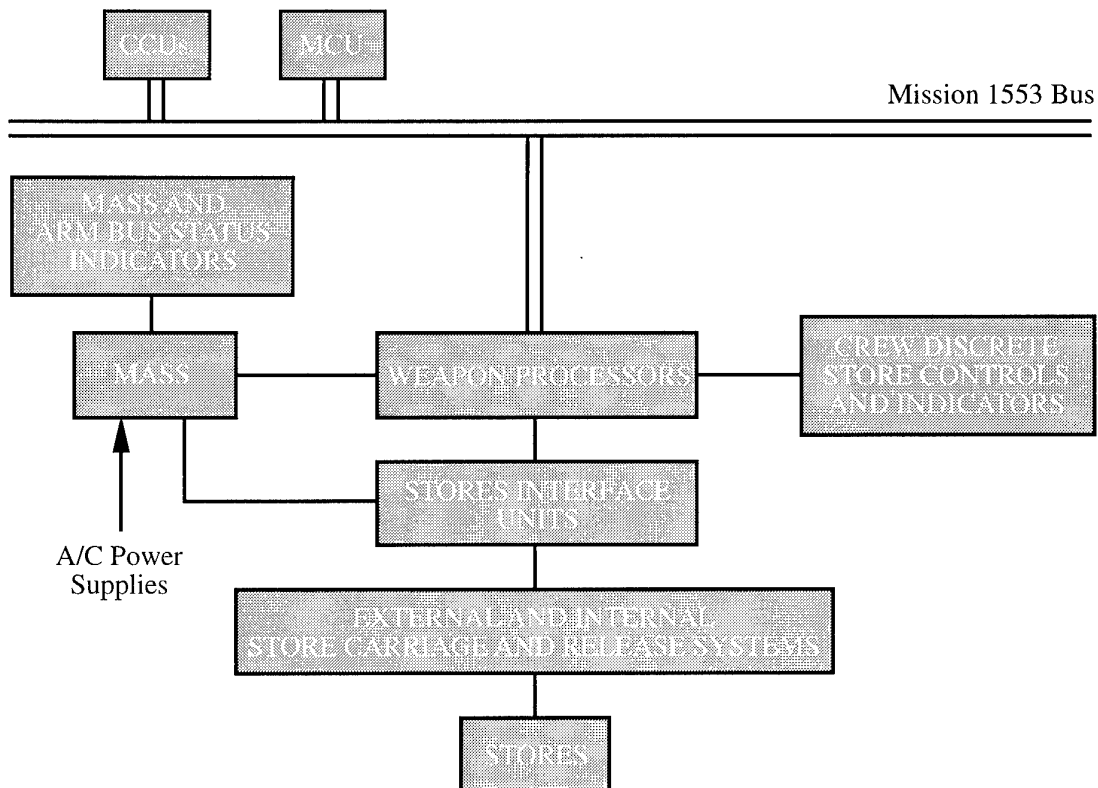 CCUs
MCU
Mission 1553 Bus
MASS AND
ARM BUS STATUS
INDICATORS
MASS
WEAPON PROCESSORS
CREW DISCRETE
STORE CONTROLS
AND INDICATORS
STORES INTERFACE
UNITS
A/C Power
Supplies
EXTERNAL AND INTERNAL
STORE CARRIAGE AND RELEASE SYSTEMS
STORES